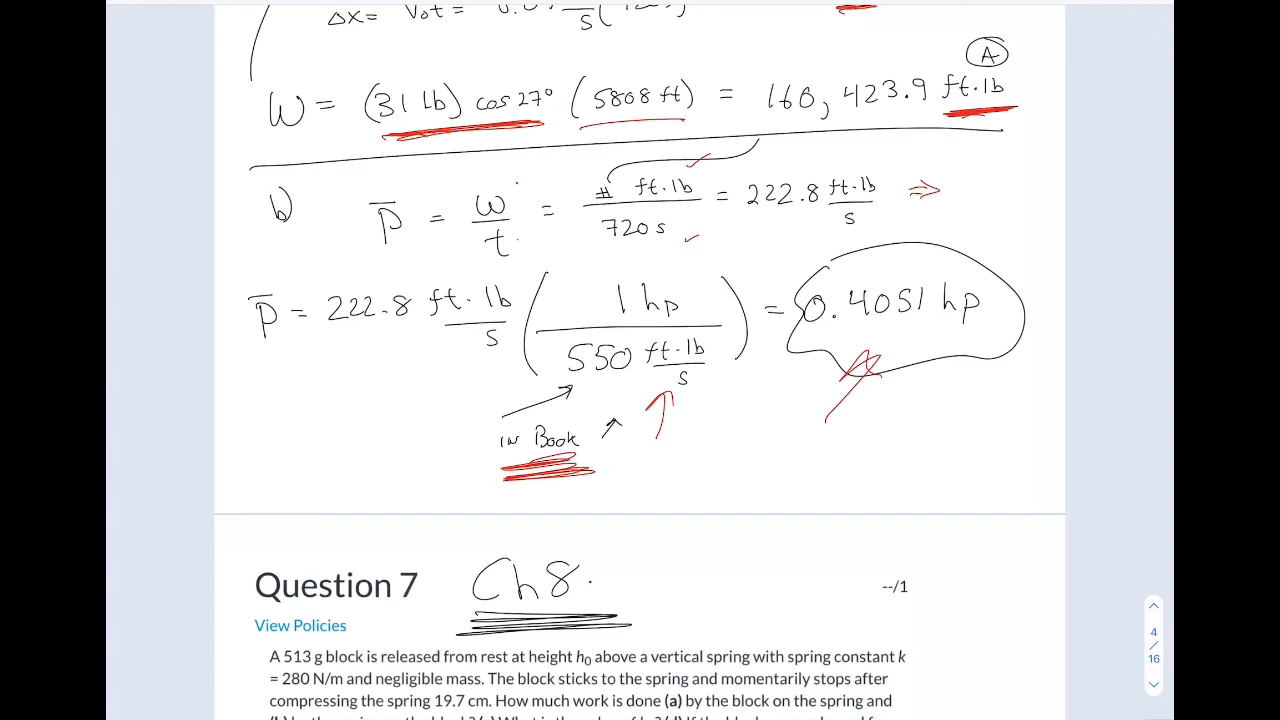 Δx = v₀t =
A
W = (31 lb) cos 27° (5808 ft) = 160,423.9 ft·lb
b) P̅ = W/t = # ft·lb / 720 s = 222.8 ft·lb/s ⇒
P̅ = 222.8 ft·lb/s (1 hp / 550 ft·lb/s) = 0.4051 hp
IN Book
Question 7 Ch 8 --/1
View Policies
A 513 g block is released from rest at height h₀ above a vertical spring with spring constant k
= 280 N/m and negligible mass. The block sticks to the spring and momentarily stops after
compressing the spring 19.7 cm. How much work is done (a) by the block on the spring and
4
/
16